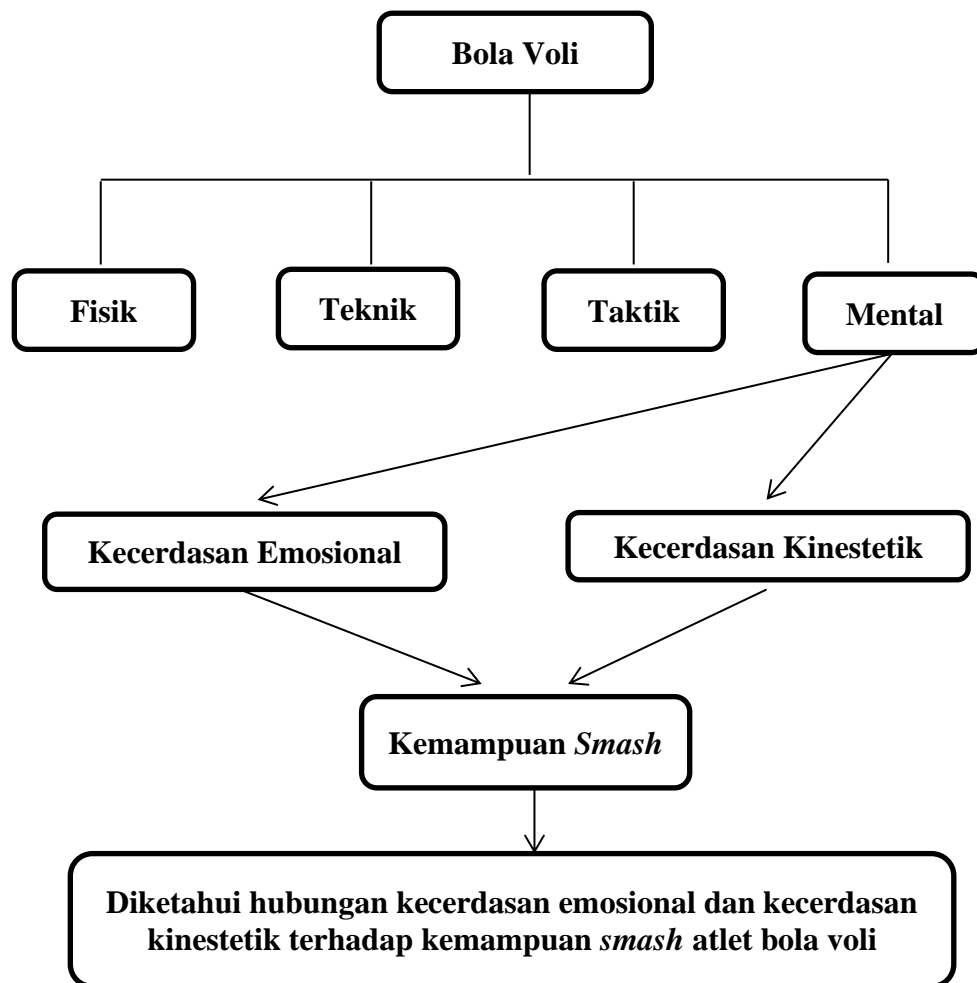 Bola Voli
Fisik
Teknik
Taktik
Mental
Kecerdasan Emosional
Kecerdasan Kinestetik
Kemampuan Smash
Diketahui hubungan kecerdasan emosional dan kecerdasan
kinestetik terhadap kemampuan smash atlet bola voli